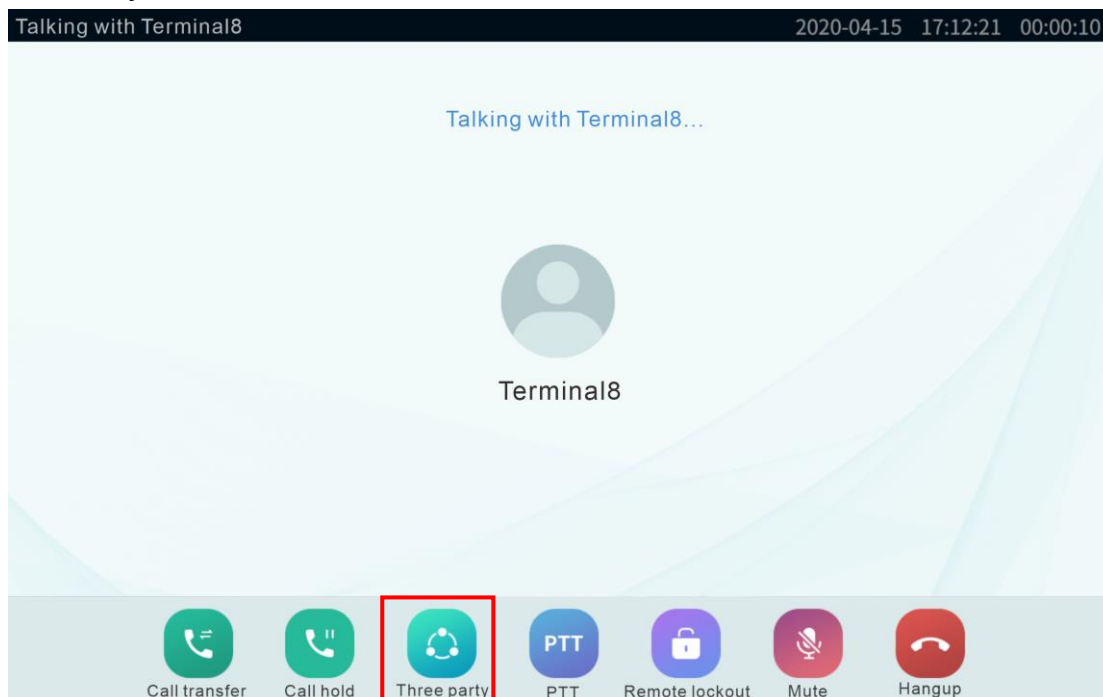 Talking with Terminal8 2020-04-15 17:12:21 00:00:10
Talking with Terminal8...
Terminal8
PTT
Call transfer Call hold Three party PTT Remote lockout Mute Hangup